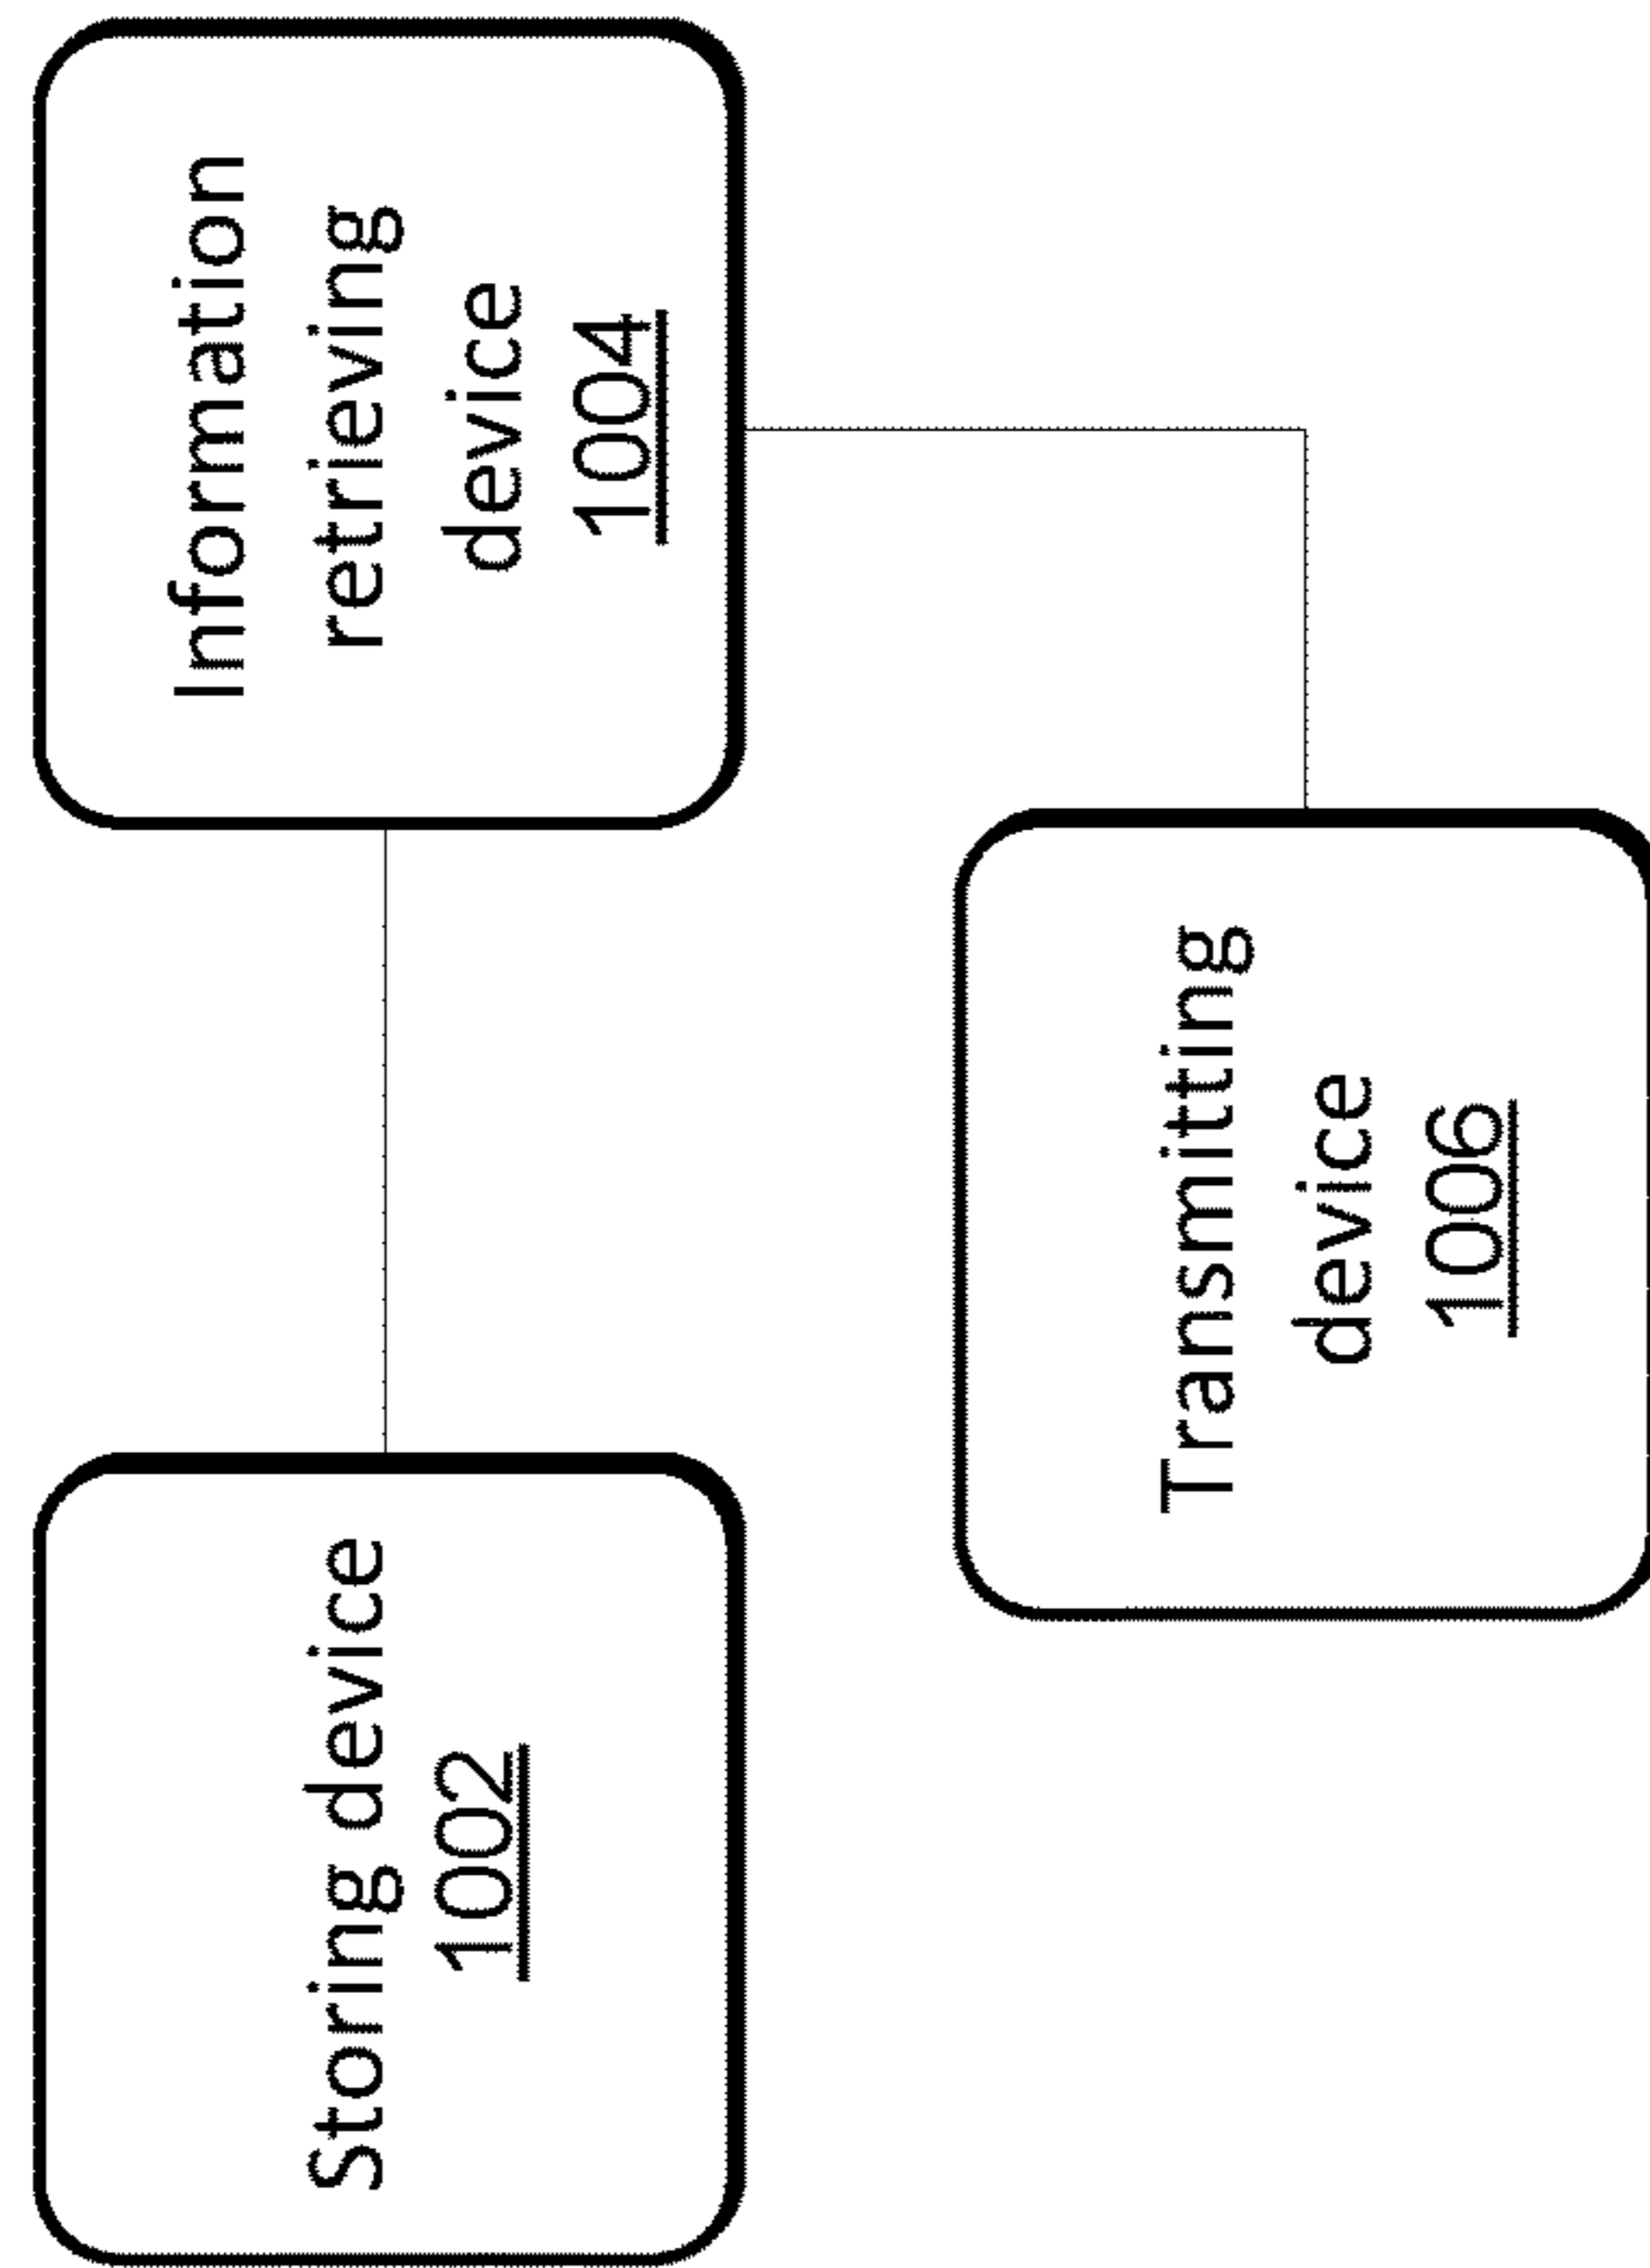 Storing device
1002
Information
retrieving
device
1004
Transmitting
device
1006